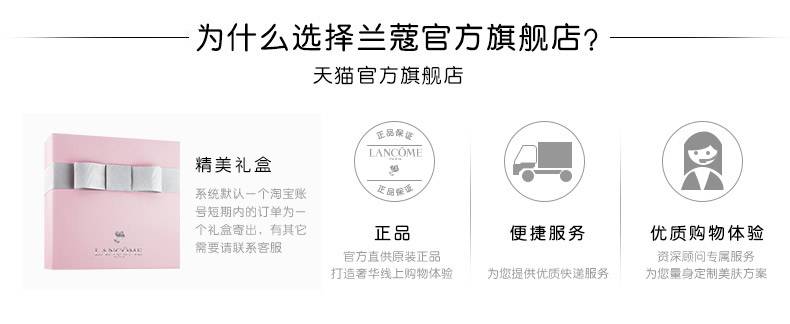 为什么选择兰蔻官方旗舰店?
天猫官方旗舰店
精美礼盒
系统默认一个淘宝账
号短期内的订单为一
个礼盒寄出，有其它
需要请联系客服
LANCÔME
正品保证
LANCÔME
PARIS
正品保证
正品
官方直供原装正品
打造奢华线上购物体验
便捷服务
为您提供优质快递服务
优质购物体验
资深顾问专属服务
为您量身定制美肤方案